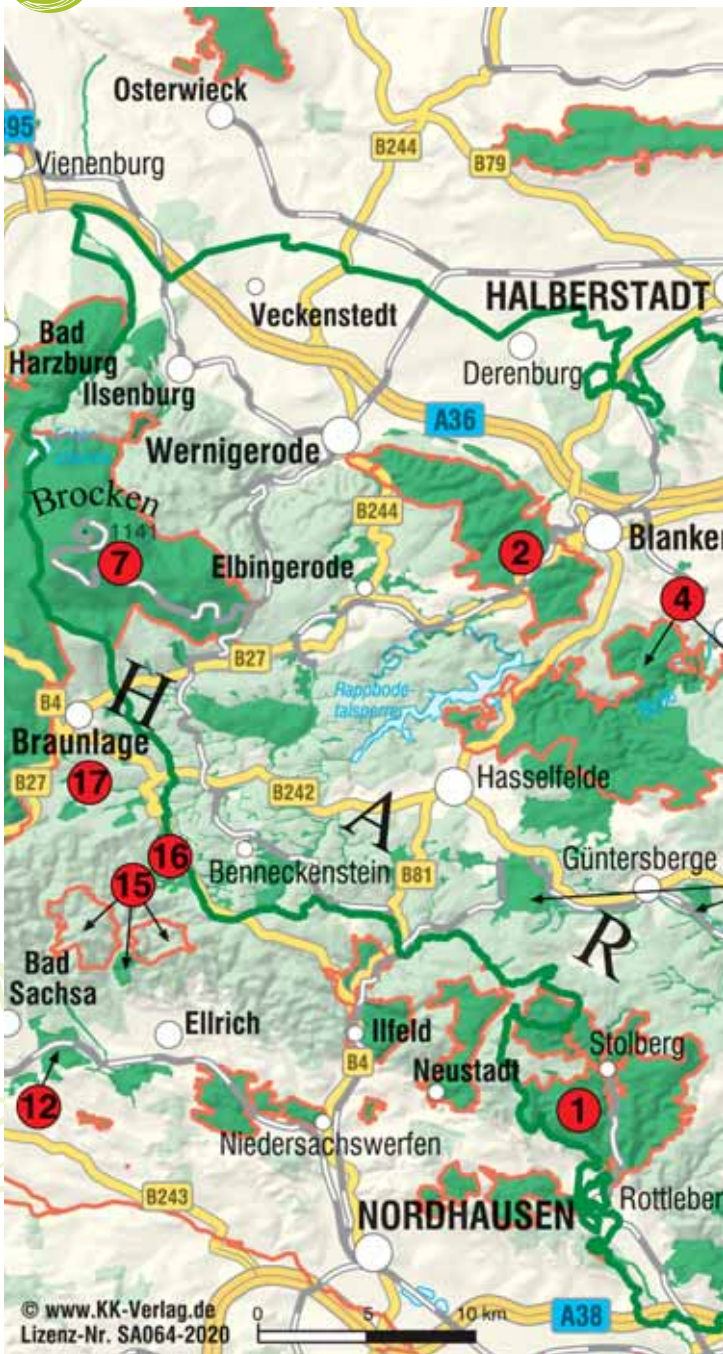 Osterwieck
395
B244
B79
Vienenburg
HALBERSTADT
Veckenstedt
Bad
Harzburg
Derenburg
Ilsenburg
A36
Wernigerode
Brocken
1141
B244
7
2
Blanken
Elbingerode
4
B27
H
Rappbode-
talsperre
B4
Braunlage
B27
17
B242
Hasselfelde
A
16
Benneckenstein
B81
Güntersberge
15
R
Bad
Sachsa
Ellrich
Ilfeld
Stolberg
B4
Neustadt
12
1
Niedersachswerfen
B243
Rottleber
NORDHAUSEN
© www.KK-Verlag.de
Lizenz-Nr. SA064-2020
0 5 10 km
A38